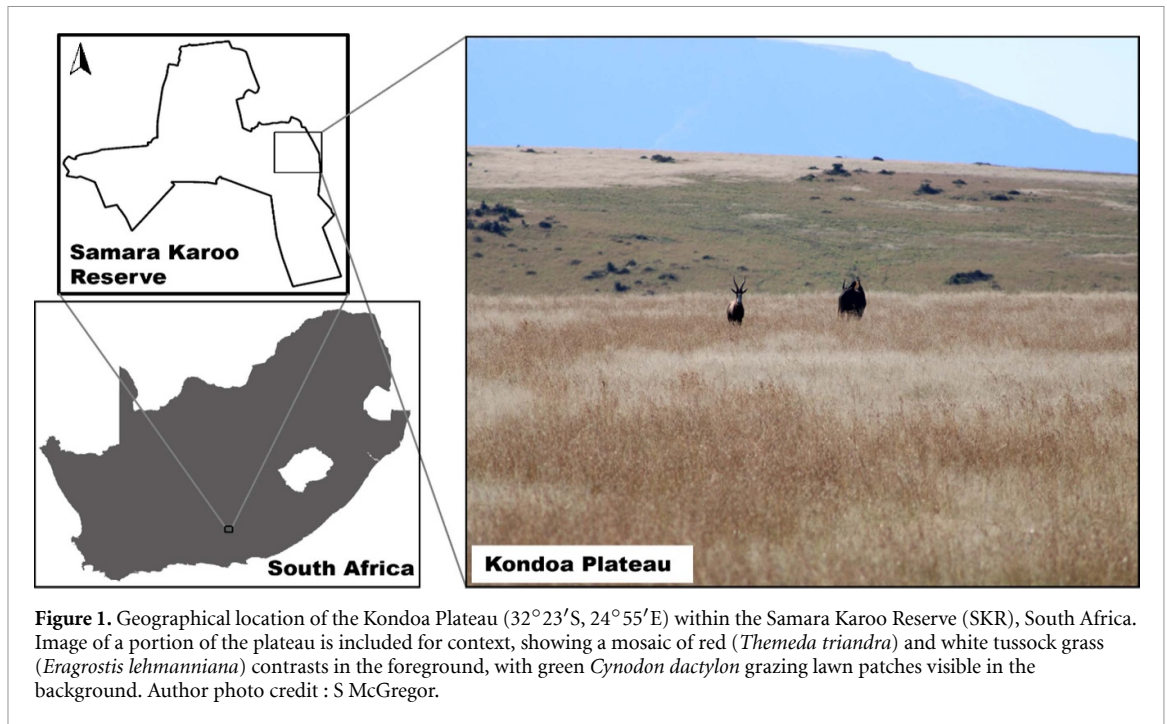 Samara Karoo
Reserve
South Africa
Kondoa Plateau
Figure 1. Geographical location of the Kondoa Plateau (32°23′S, 24°55′E) within the Samara Karoo Reserve (SKR), South Africa.
Image of a portion of the plateau is included for context, showing a mosaic of red (Themeda triandra) and white tussock grass
(Eragrostis lehmanniana) contrasts in the foreground, with green Cynodon dactylon grazing lawn patches visible in the
background. Author photo credit : S McGregor.